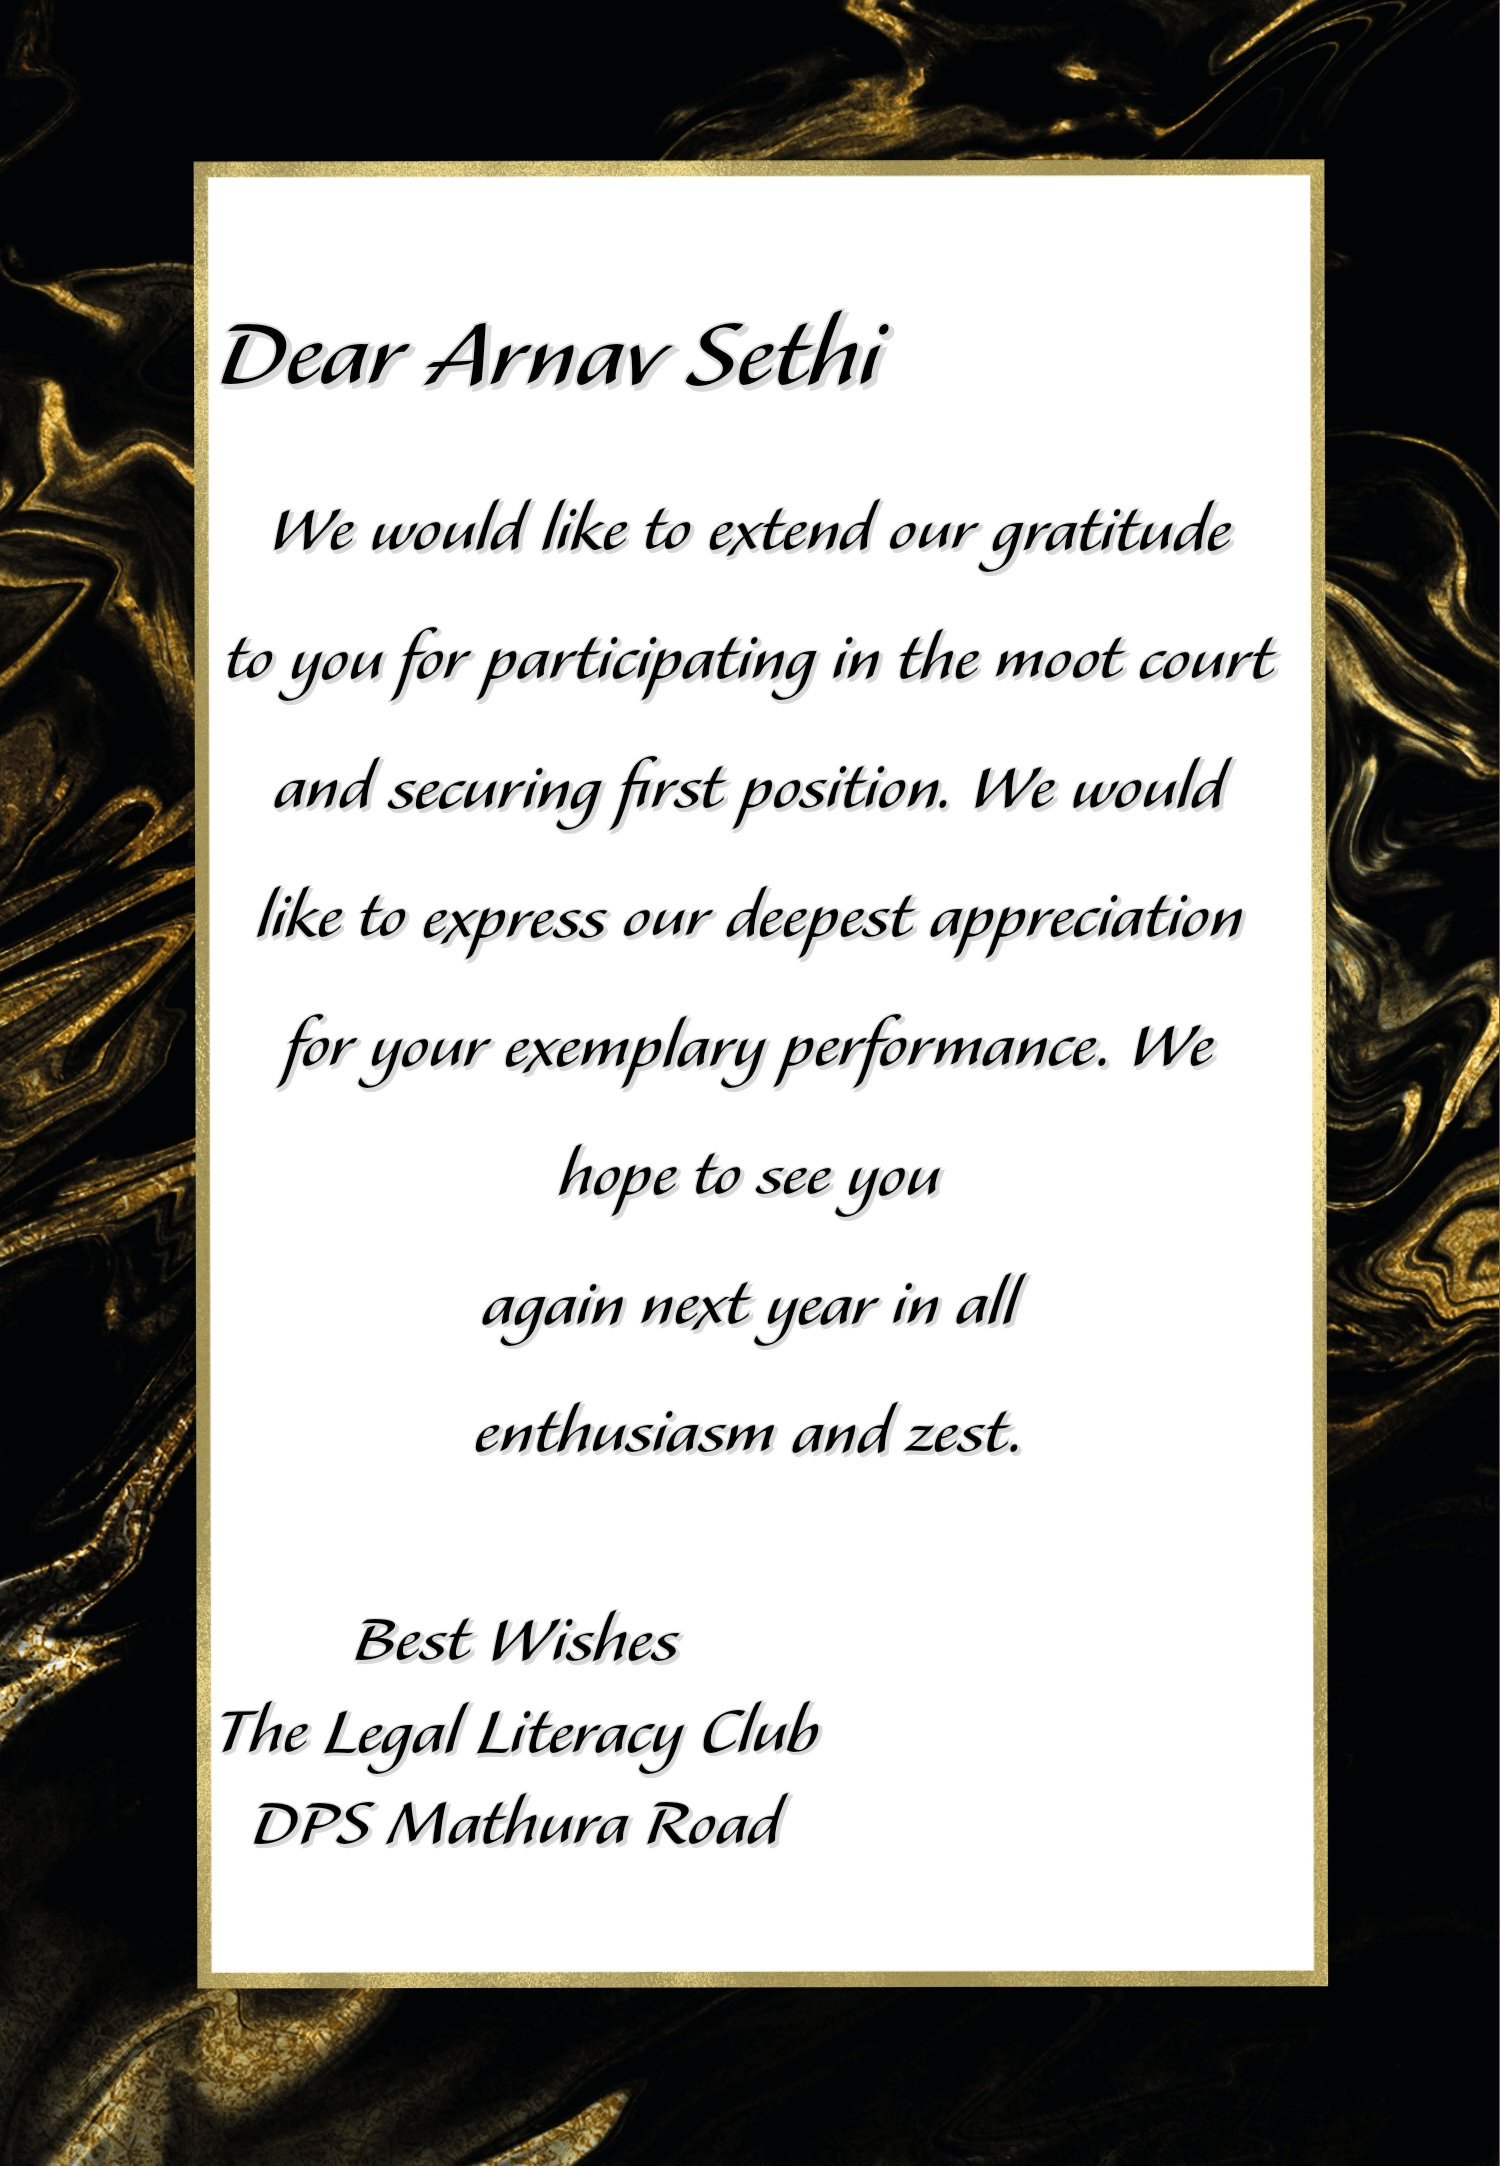 Dear Arnav Sethi
We would like to extend our gratitude
to you for participating in the moot court
and securing first position. We would
like to express our deepest appreciation
for your exemplary performance. We
hope to see you
again next year in all
enthusiasm and zest.
Best Wishes
The Legal Literacy Club
DPS Mathura Road